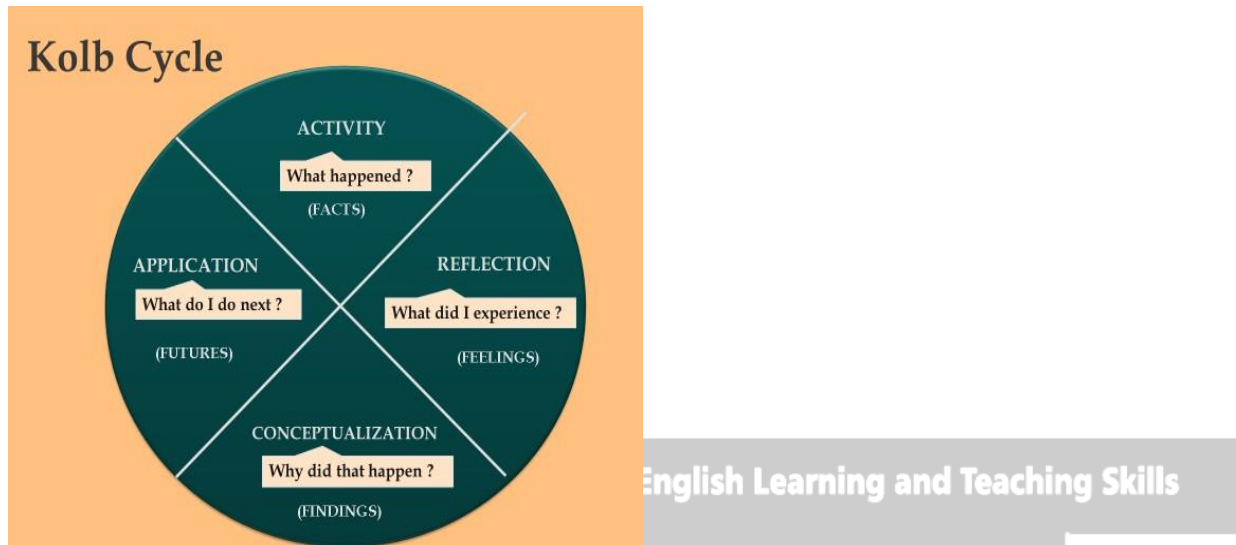 Kolb Cycle
ACTIVITY
What happened ?
(FACTS)
APPLICATION
What do I do next ?
(FUTURES)
REFLECTION
What did I experience ?
(FEELINGS)
CONCEPTUALIZATION
Why did that happen ?
(FINDINGS)
English Learning and Teaching Skills